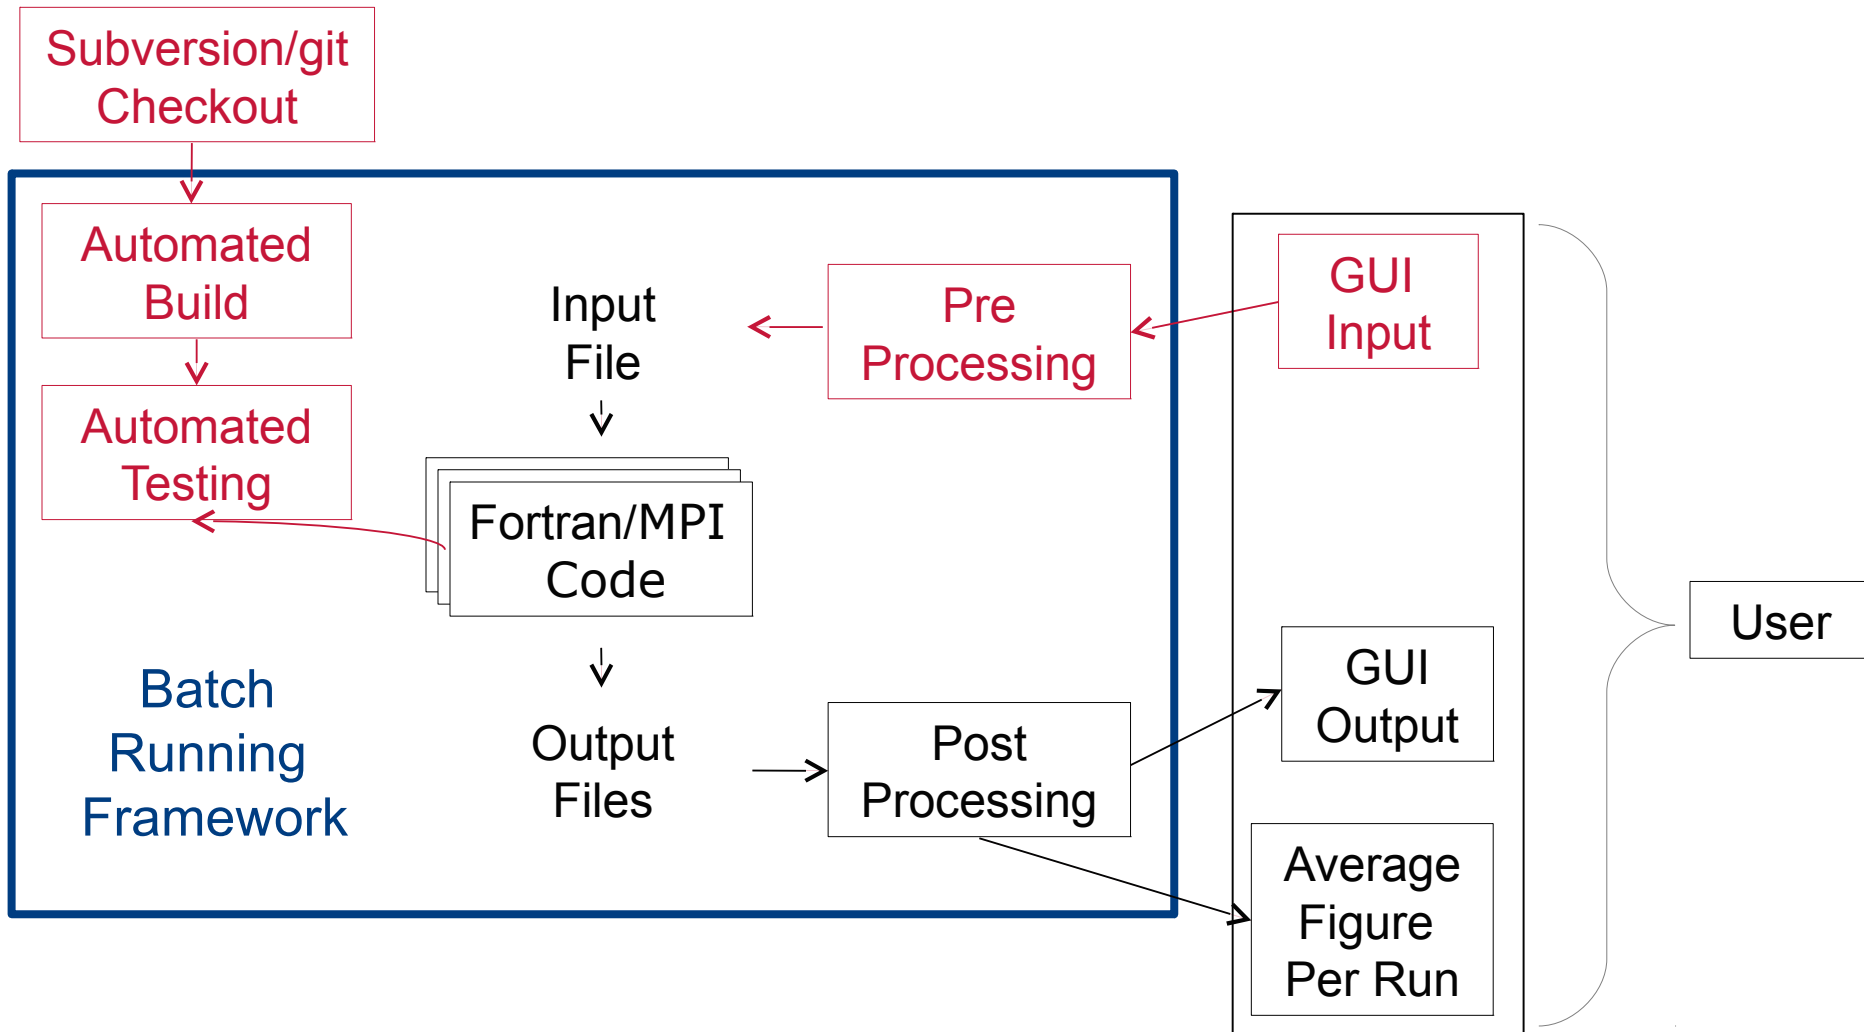 Subversion/git
Checkout
Automated
Build
Automated
Testing
Input
File
Pre
Processing
GUI
Input
Fortran/MPI
Code
Batch
Running
Framework
Output
Files
Post
Processing
GUI
Output
Average
Figure
Per Run
User